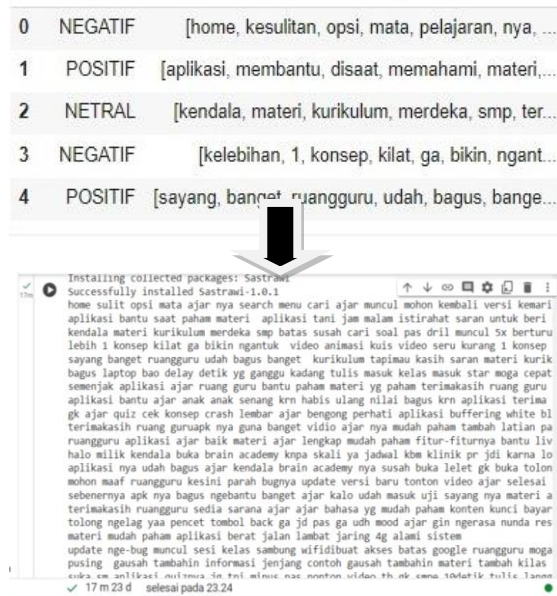 0 NEGATIF [home, kesulitan, opsi, mata, pelajaran, nya, ...
1 POSITIF [aplikasi, membantu, disaat, memahami, materi,...
2 NETRAL [kendala, materi, kurikulum, merdeka, smp, ter...
3 NEGATIF [kelebihan, 1, konsep, kilat, ga, bikin, ngant...
4 POSITIF [sayang, banget, ruangguru, udah, bagus, bange...
17m
Installing collected packages: Sastrawi
Successfully installed Sastrawi-1.0.1
home sulit opsi mata ajar nya search menu cari ajar muncul mohon kembali versi kemari
aplikasi bantu saat paham materi aplikasi tani jam malam istirahat saran untuk beri
kendala materi kurikulum merdeka smp batas susah cari soal pas dril muncul 5x berturu
lebih 1 konsep kilat ga bikin ngantuk video animasi kuis video seru kurang 1 konsep
sayang banget ruangguru udah bagus banget kurikulum tapimau kasih saran materi kurik
bagus laptop bao delay detik yg ganggu kadang tulis masuk kelas masuk star moga cepat
semenjak aplikasi ajar ruang guru bantu paham materi yg paham terimakasih ruang guru
aplikasi bantu ajar anak anak senang krn habis ulang nilai bagus krn aplikasi terima
gk ajar quiz cek konsep crash lembar ajar bengong perhati aplikasi buffering white bl
terimakasih ruang guruapk nya guna banget vidio ajar nya mudah paham tambah latian pa
ruangguru aplikasi ajar baik materi ajar lengkap mudah paham fitur-fiturnya bantu liv
halo milik kendala buka brain academy knpa skali ya jadwal kbm klinik pr jdi karna lo
aplikasi nya udah bagus ajar kendala brain academy nya susah buka lelet gk buka tolon
mohon maaf ruangguru kesini parah bugnya update versi baru tonton video ajar selesai
sebenernya apk nya bagus ngebantu banget ajar kalo udah masuk uji sayang nya materi a
terimakasih ruangguru sedia sarana ajar ajar bahasa yg mudah paham konten kunci bayar
tolong ngelag yaa pencet tombol back ga jd pas ga udh mood ajar gin ngerasa nunda res
materi mudah paham aplikasi berat jalan lambat jaring 4g alami sistem
update nge-bug muncul sesi kelas sambung wifidibuat akses batas google ruangguru moga
pusing gausah tambahin informasi jenjang contoh gausah tambahin materi tambah kilas
17 m 23 d selesai pada 23.24